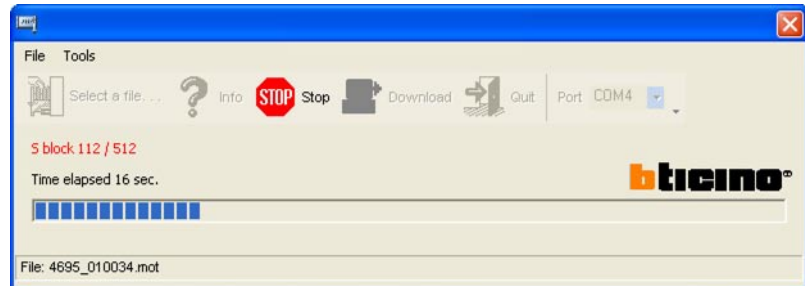 File Tools
Select a file... Info STOP Stop Download Quit Port COM4
S block 112 / 512
Time elapsed 16 sec.
bticino®
File: 4695_010034.mot